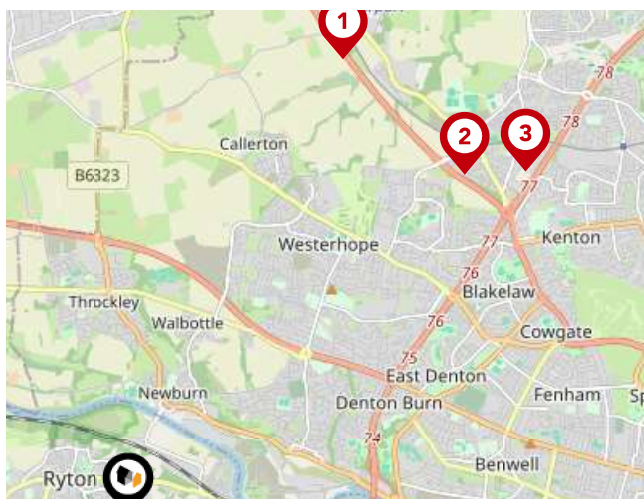 1
78
2
3
78
Callerton
B6323
77
Westerhope
77
Kenton
76
Blakelaw
Throckley
76
Walbottle
Cowgate
75
East Denton
Newburn
Denton Burn
Fenham
74
Benwell
Ryton